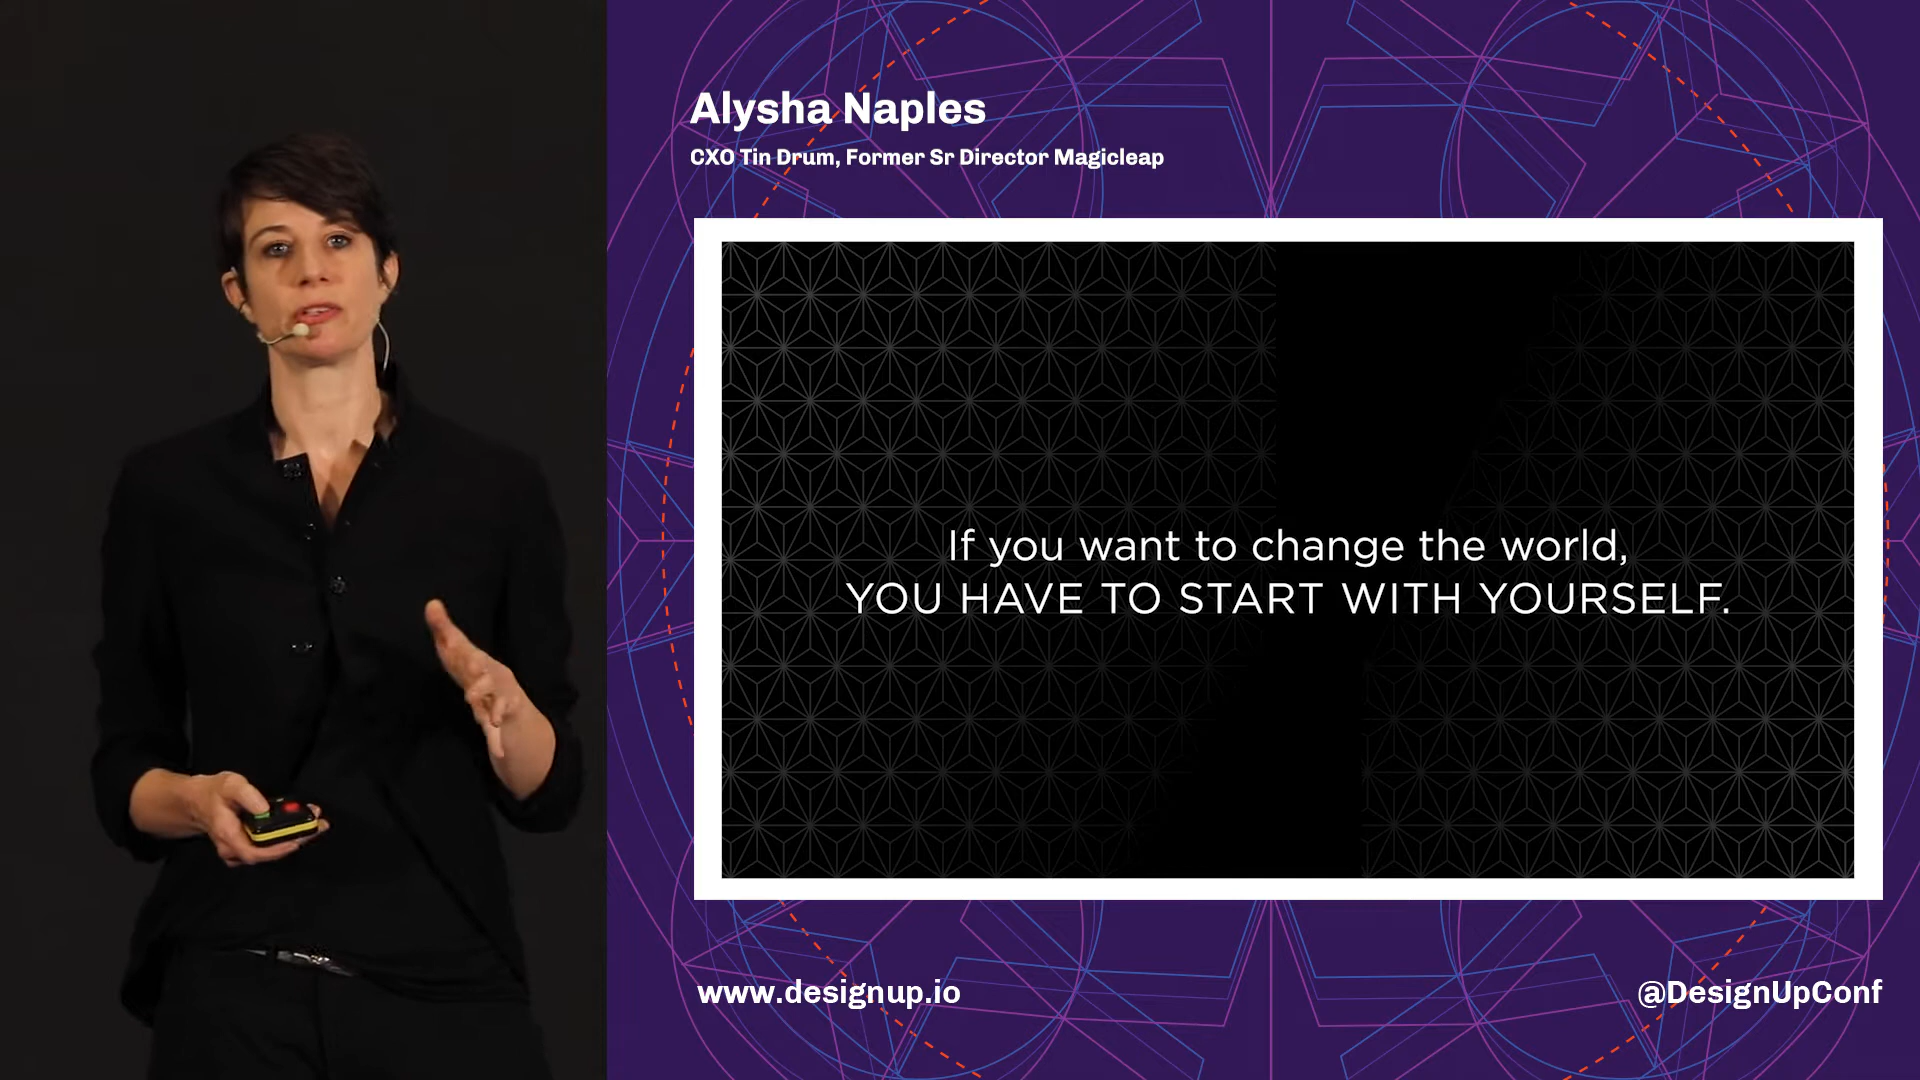 Alysha Naples
CXO Tin Drum, Former Sr Director Magicleap
If you want to change the world,
YOU HAVE TO START WITH YOURSELF.
www.designup.io
@DesignUpConf